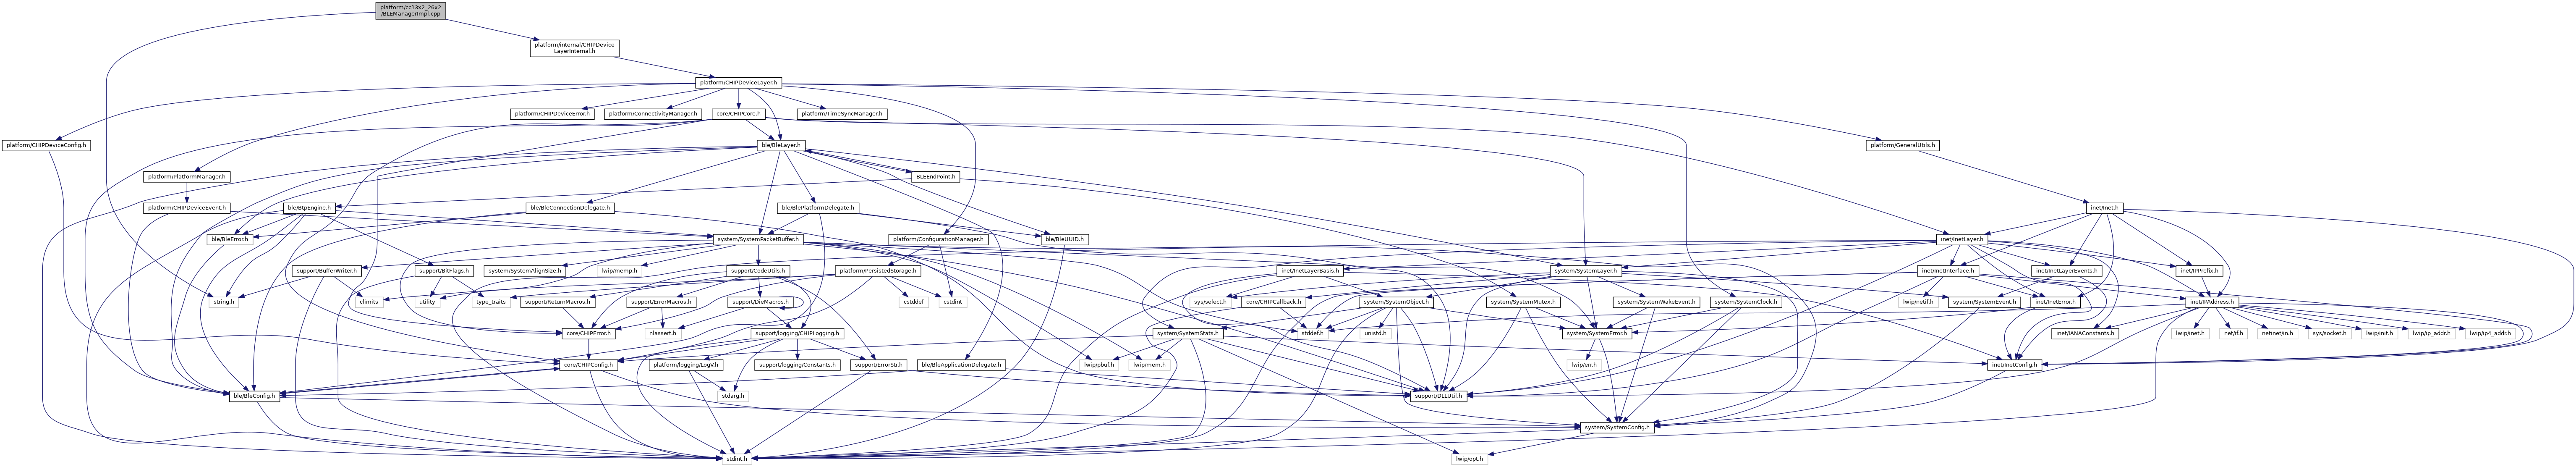 platform/cc13x2_26x2
/BLEManagerImpl.cpp
platform/internal/CHIPDevice
LayerInternal.h
platform/CHIPDeviceLayer.h
platform/CHIPDeviceError.h
platform/ConnectivityManager.h
core/CHIPCore.h
platform/TimeSyncManager.h
platform/CHIPDeviceConfig.h
ble/BleLayer.h
platform/GeneralUtils.h
platform/PlatformManager.h
BLEEndPoint.h
platform/CHIPDeviceEvent.h
ble/BtpEngine.h
ble/BleConnectionDelegate.h
ble/BlePlatformDelegate.h
inet/Inet.h
ble/BleError.h
system/SystemPacketBuffer.h
platform/ConfigurationManager.h
ble/BleUUID.h
inet/InetLayer.h
support/BufferWriter.h
support/BitFlags.h
system/SystemAlignSize.h
lwip/memp.h
support/CodeUtils.h
platform/PersistedStorage.h
inet/InetLayerBasis.h
system/SystemLayer.h
inet/InetInterface.h
inet/InetLayerEvents.h
inet/IPPrefix.h
string.h
climits
utility
type_traits
support/ReturnMacros.h
support/ErrorMacros.h
support/DieMacros.h
cstddef
cstdint
sys/select.h
core/CHIPCallback.h
system/SystemObject.h
system/SystemMutex.h
system/SystemWakeEvent.h
system/SystemClock.h
lwip/netif.h
system/SystemEvent.h
inet/InetError.h
inet/IPAddress.h
core/CHIPError.h
nlassert.h
support/logging/CHIPLogging.h
stddef.h
system/SystemStats.h
unistd.h
system/SystemError.h
inet/IANAConstants.h
lwip/inet.h
net/if.h
netinet/in.h
sys/socket.h
lwip/init.h
lwip/ip_addr.h
lwip/ip4_addr.h
core/CHIPConfig.h
platform/logging/LogV.h
support/logging/Constants.h
support/ErrorStr.h
ble/BleApplicationDelegate.h
lwip/pbuf.h
lwip/mem.h
lwip/err.h
inet/InetConfig.h
ble/BleConfig.h
stdarg.h
support/DLLUtil.h
system/SystemConfig.h
stdint.h
lwip/opt.h